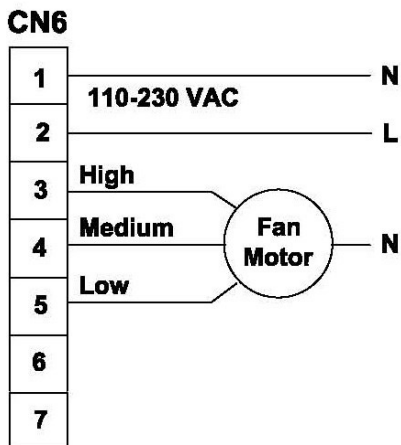 CN6
1 N
110-230 VAC
2 L
High
3
Medium
4
Fan
Motor
N
Low
5
6
7